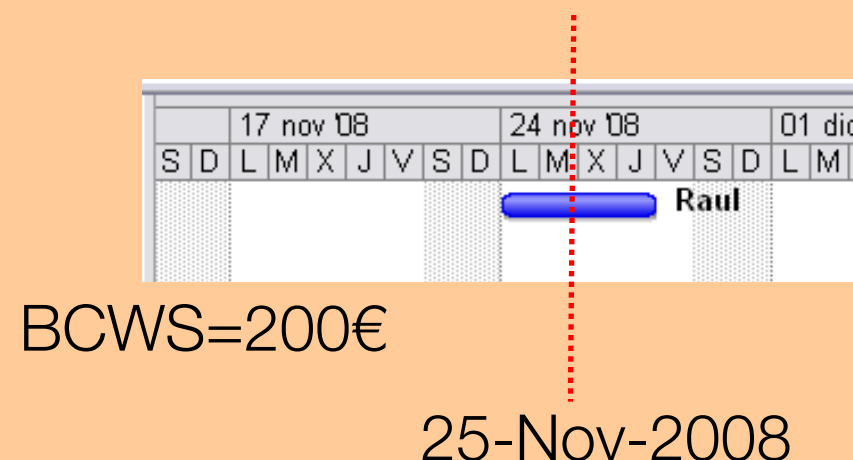 17 nov '08 24 nov '08 01 dic
S D L M X J V S D L M X J V S D L M
Raul
BCWS=200€
25-Nov-2008